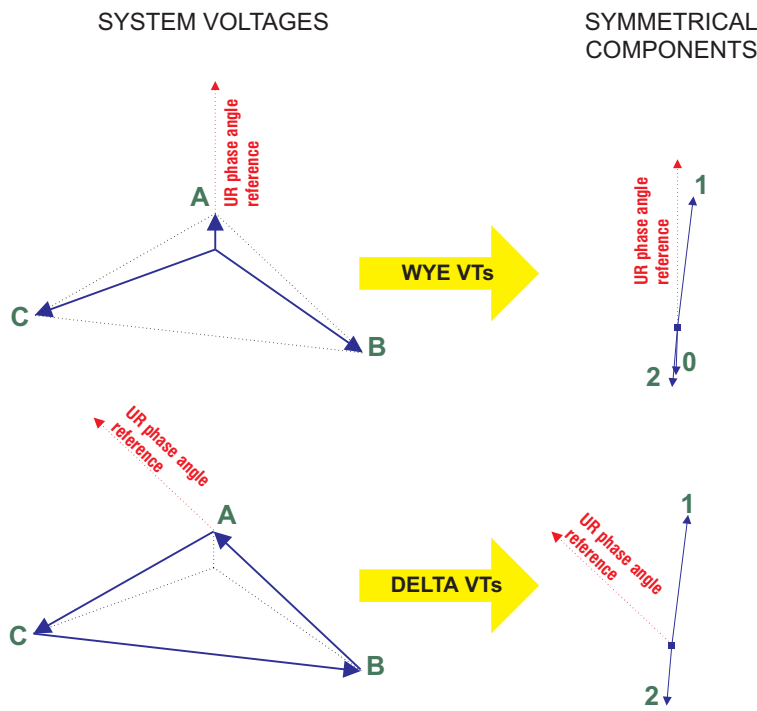 SYSTEM VOLTAGES
SYMMETRICAL
COMPONENTS
UR phase angle
reference
A
C
B
WYE VTs
UR phase angle
reference
1
2
0
UR phase angle
reference
A
C
B
DELTA VTs
UR phase angle
reference
1
2